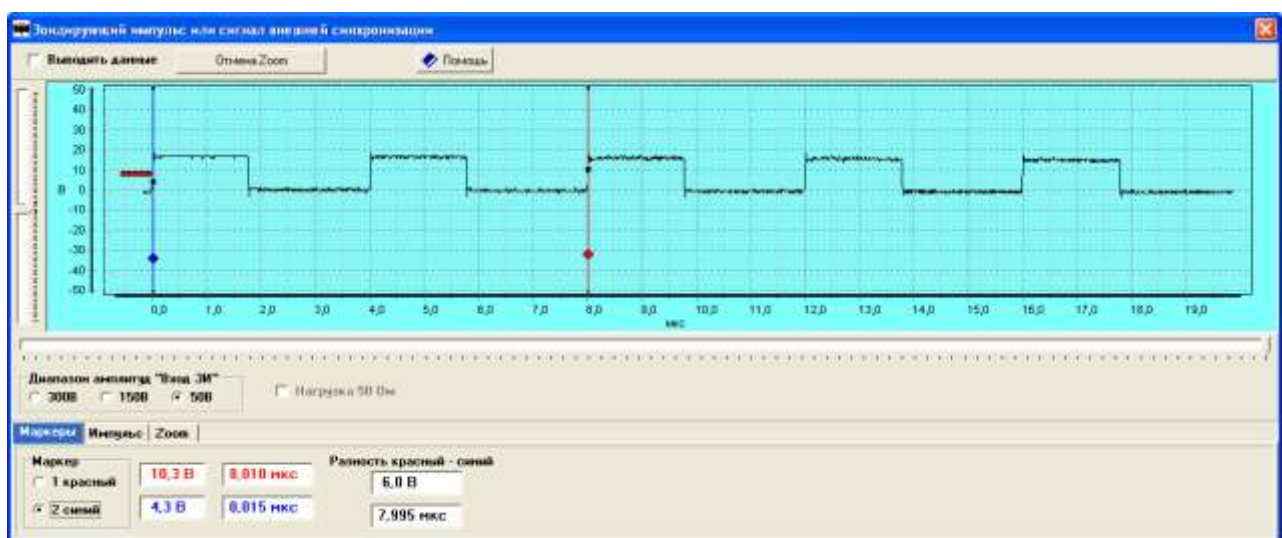 Зондирующий импульс или сигнал внешней синхронизации
Выводить данные Отмена Zoom Помощь
50
40
30
20
10
В 0
-10
-20
-30
-40
-50
0,0 1,0 2,0 3,0 4,0 5,0 6,0 7,0 8,0 9,0 10,0 11,0 12,0 13,0 14,0 15,0 16,0 17,0 18,0 19,0
мкс
Диапазон амплитуд "Вход ЗИ"
300В 150В 50В Нагрузка 50 Ом
Маркеры Импульс Zoom
Маркер Разность красный - синий
1 красный 10,3 В 8,010 мкс 6,0 В
2 синий 4,3 В 0,015 мкс 7,995 мкс